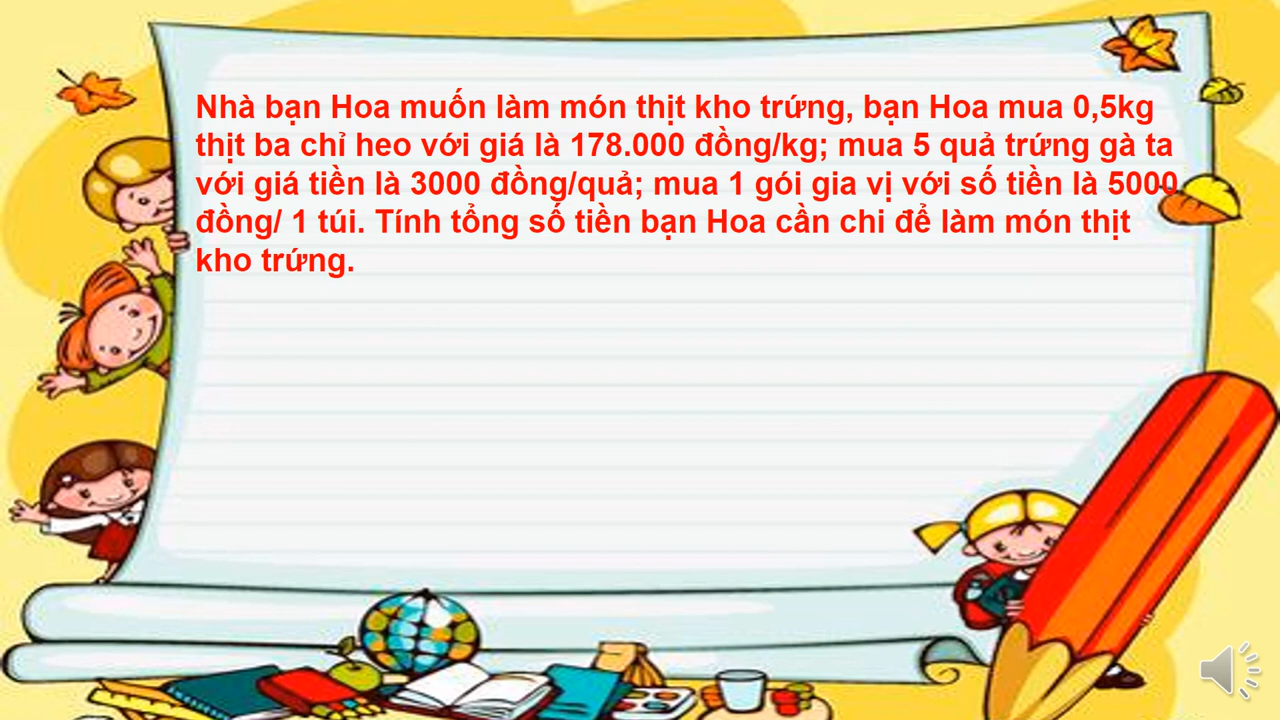 Nhà bạn Hoa muốn làm món thịt kho trứng, bạn Hoa mua 0,5kg
thịt ba chỉ heo với giá là 178.000 đồng/kg; mua 5 quả trứng gà ta
với giá tiền là 3000 đồng/quả; mua 1 gói gia vị với số tiền là 5000
đồng/ 1 túi. Tính tổng số tiền bạn Hoa cần chi để làm món thịt
kho trứng.